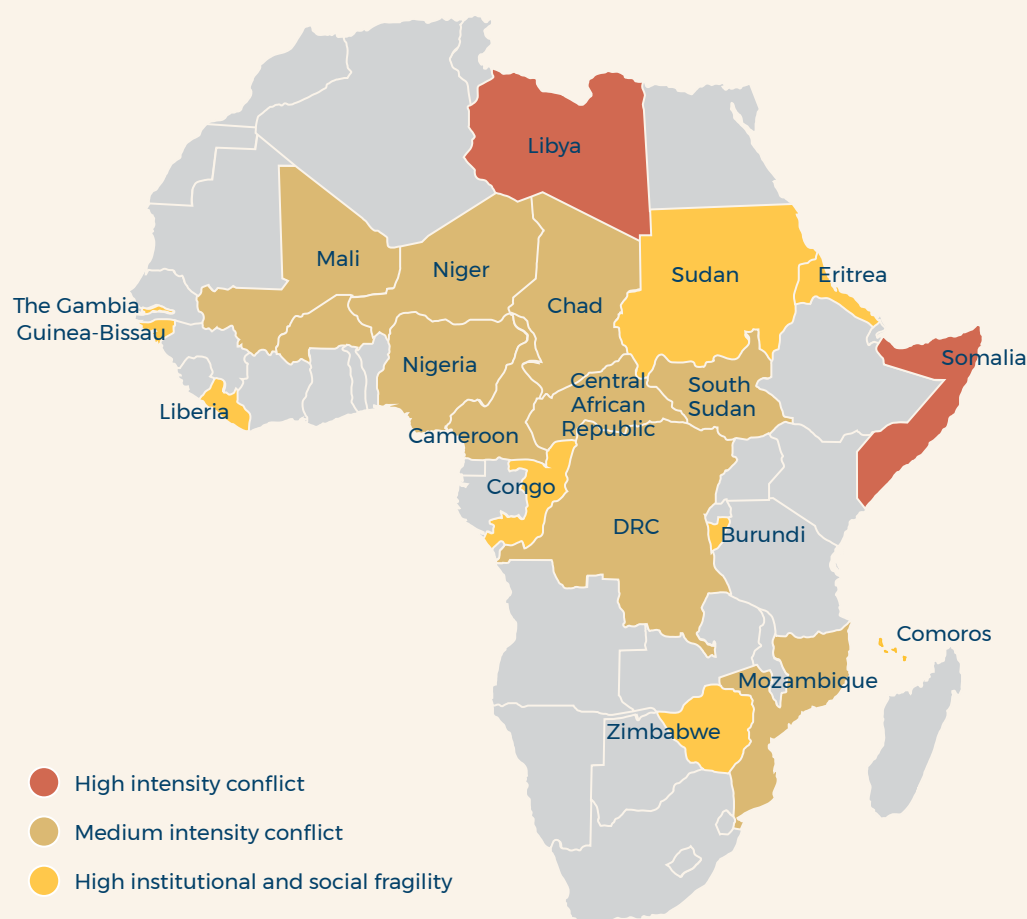 Libya
Mali
Niger
Sudan
Eritrea
The Gambia
Chad
Guinea-Bissau
Somalia
Nigeria
Central
African
Republic
South
Sudan
Liberia
Cameroon
Congo
DRC
Burundi
Comoros
Mozambique
Zimbabwe
High intensity conflict
Medium intensity conflict
High institutional and social fragility